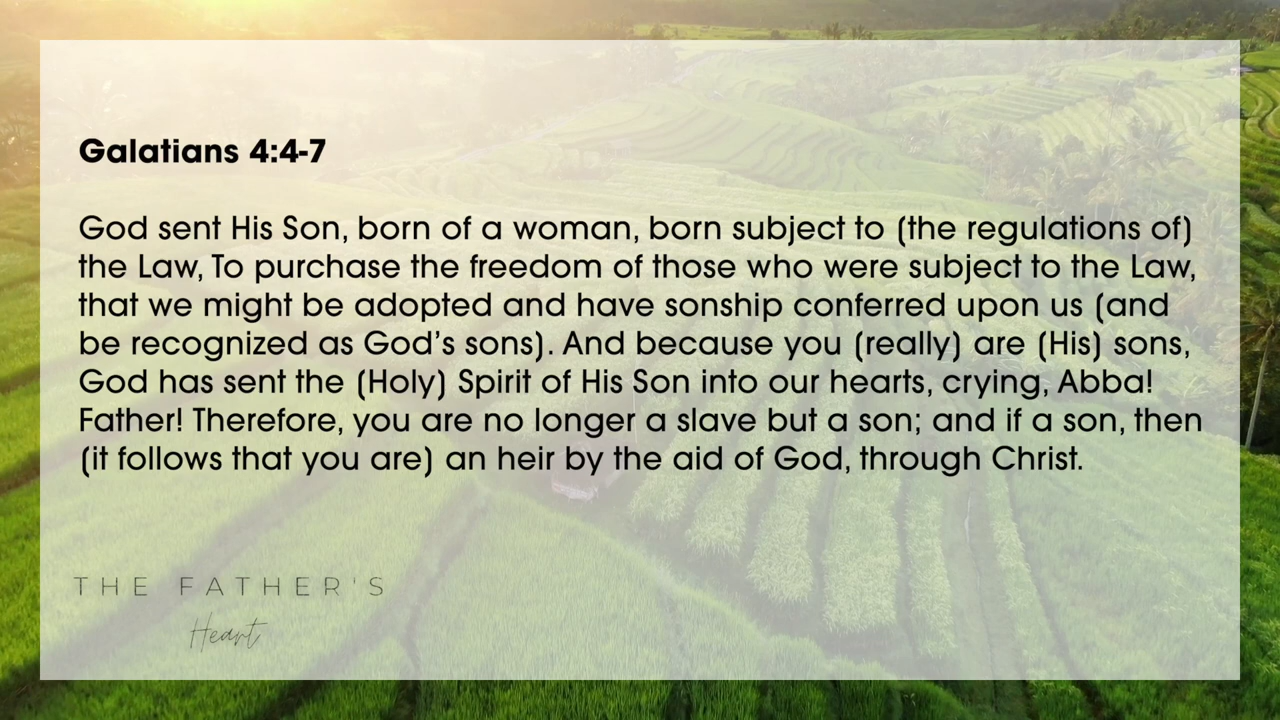 Galatians 4:4-7
God sent His Son, born of a woman, born subject to (the regulations of)
the Law, To purchase the freedom of those who were subject to the Law,
that we might be adopted and have sonship conferred upon us (and
be recognized as God’s sons). And because you (really) are (His) sons,
God has sent the (Holy) Spirit of His Son into our hearts, crying, Abba!
Father! Therefore, you are no longer a slave but a son; and if a son, then
(it follows that you are) an heir by the aid of God, through Christ.
THE FATHER'S
Heart